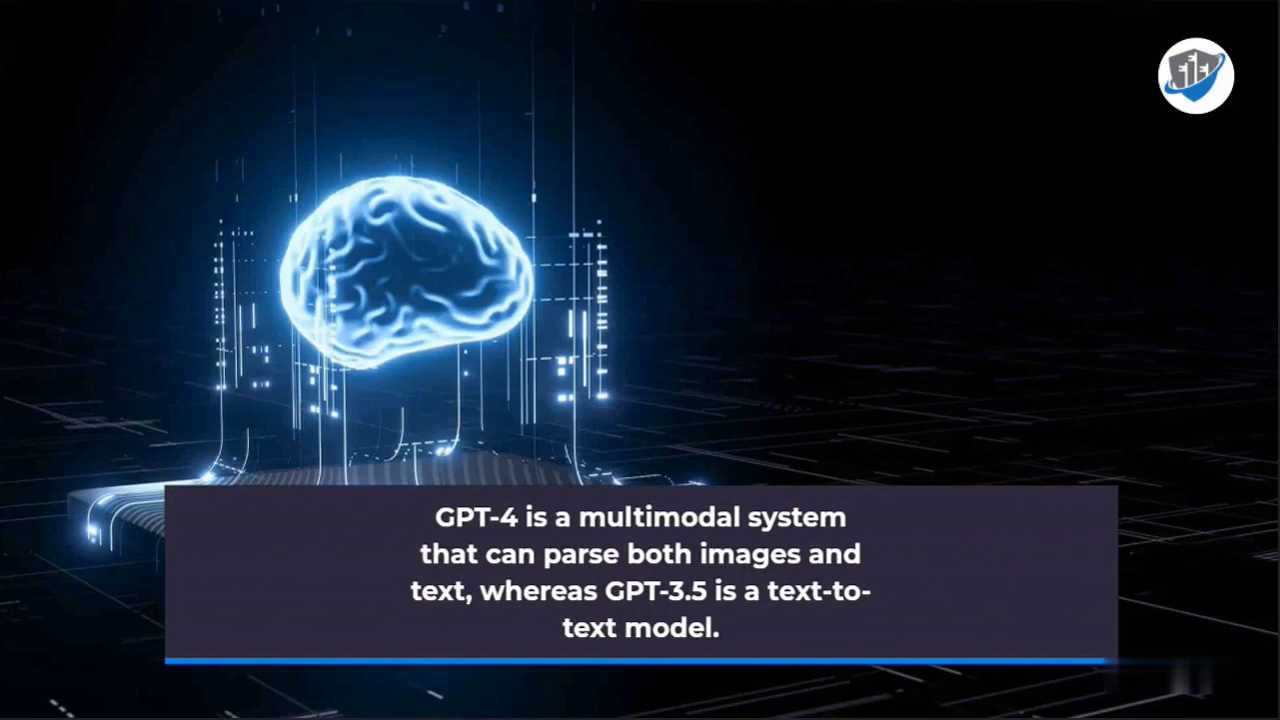 GPT-4 is a multimodal system
that can parse both images and
text, whereas GPT-3.5 is a text-to-
text model.